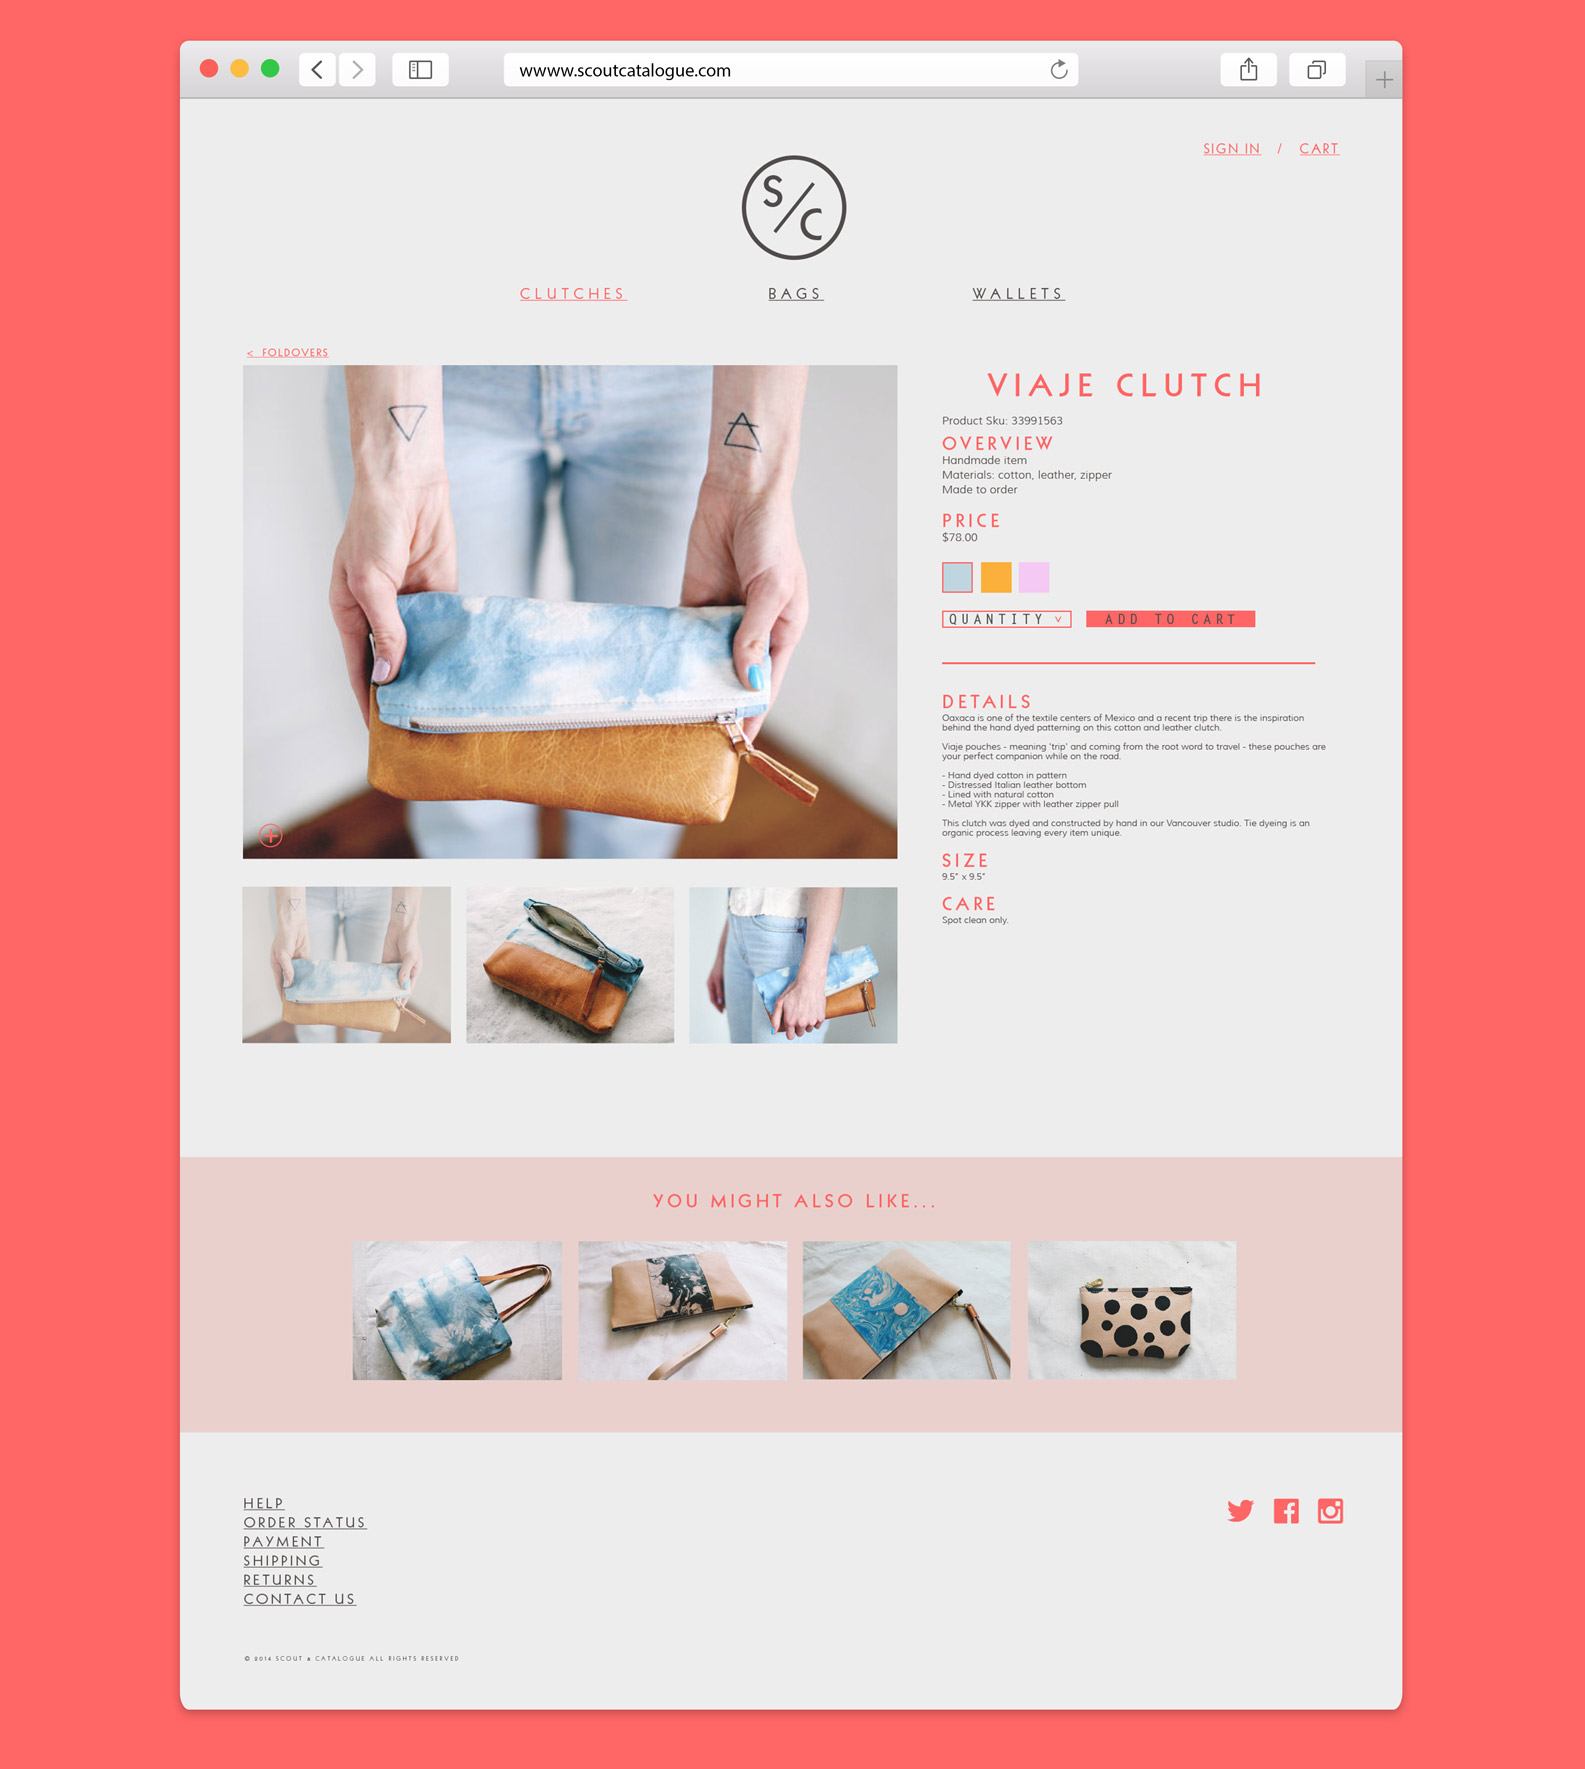 wwww.scoutcatalogue.com
SIGN IN / CART
S/C
CLUTCHES BAGS WALLETS
< FOLDOVERS
VIAJE CLUTCH
Product Sku: 33991563
OVERVIEW
Handmade item
Materials: cotton, leather, zipper
Made to order
PRICE
$78.00
QUANTITY v ADD TO CART
DETAILS
Oaxaca is one of the textile centers of Mexico and a recent trip there is the inspiration
behind the hand dyed patterning on this cotton and leather clutch.
Viaje pouches - meaning 'trip' and coming from the root word to travel - these pouches are
your perfect companion while on the road.
- Hand dyed cotton in pattern
- Distressed Italian leather bottom
- Lined with natural cotton
- Metal YKK zipper with leather zipper pull
This clutch was dyed and constructed by hand in our Vancouver studio. Tie dyeing is an
organic process leaving every item unique.
SIZE
9.5" x 9.5"
CARE
Spot clean only.
YOU MIGHT ALSO LIKE...
HELP
ORDER STATUS
PAYMENT
SHIPPING
RETURNS
CONTACT US
© 2014 SCOUT & CATALOGUE ALL RIGHTS RESERVED